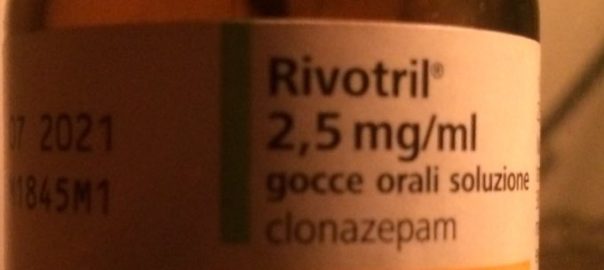 07 2021
1845M1
Rivotril®
2,5 mg/ml
gocce orali soluzione
clonazepam